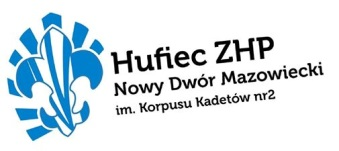 Hufiec ZHP
Nowy Dwór Mazowiecki
im. Korpusu Kadetów nr2